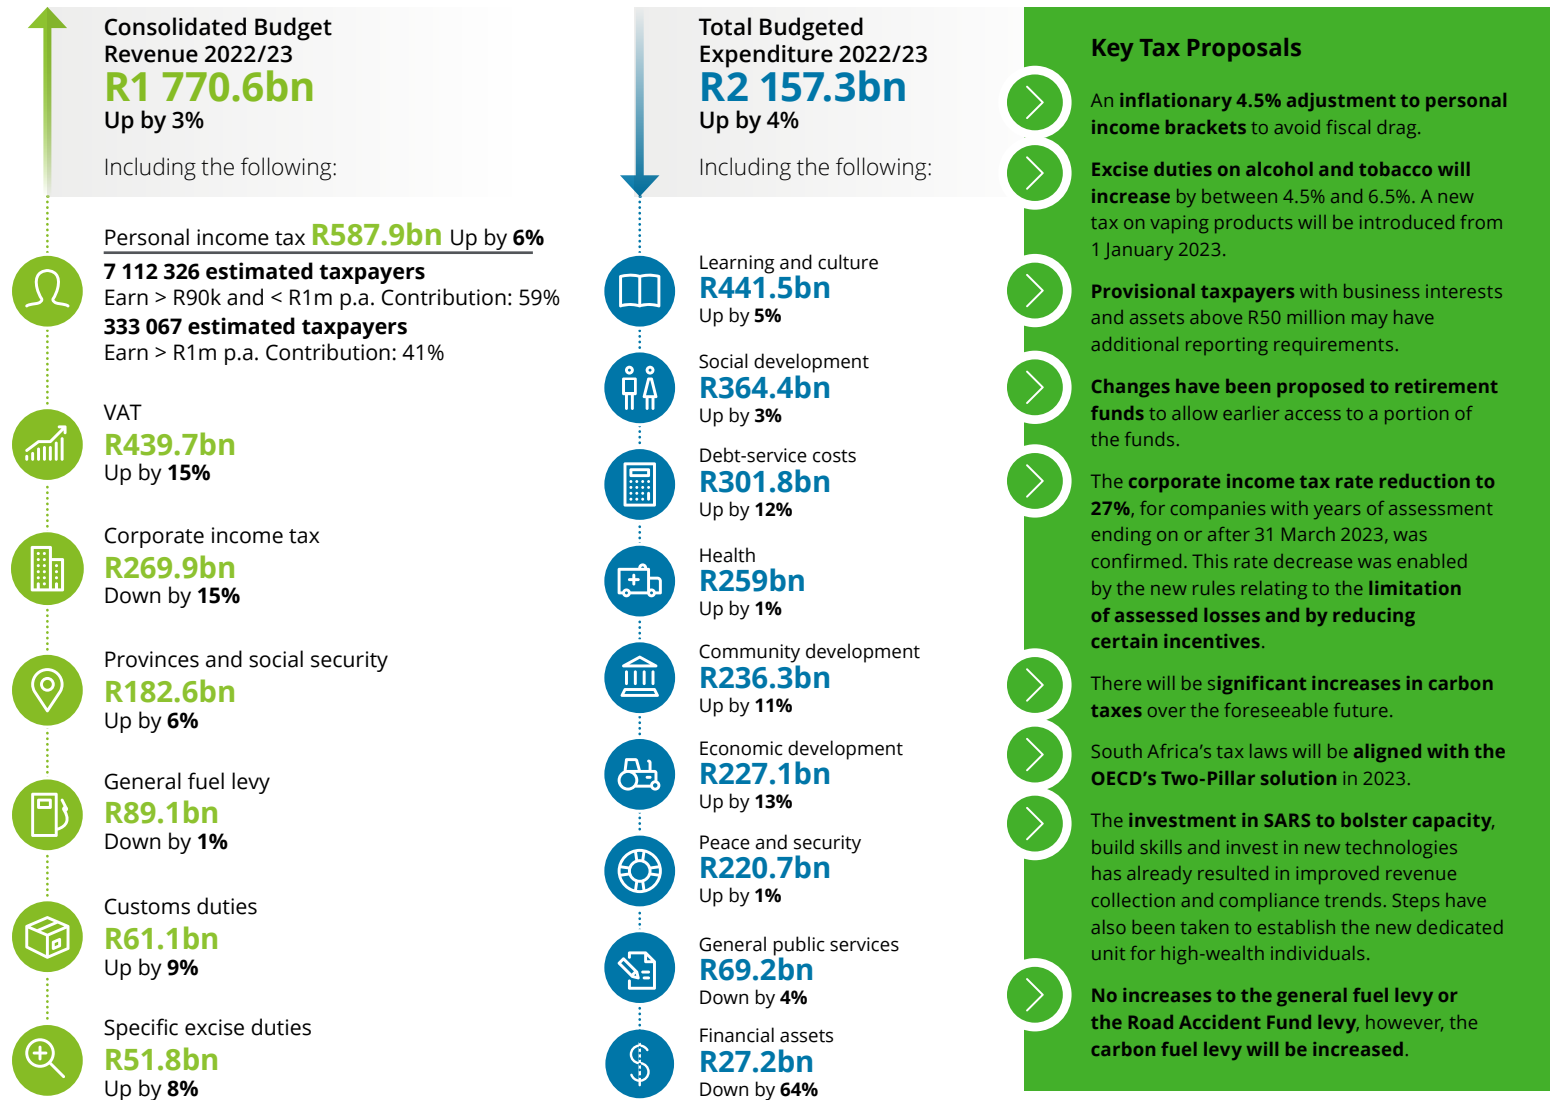 Consolidated Budget
Revenue 2022/23
R1 770.6bn
Up by 3%
Including the following:
Personal income tax R587.9bn Up by 6%
7 112 326 estimated taxpayers
Earn > R90k and < R1m p.a. Contribution: 59%
333 067 estimated taxpayers
Earn > R1m p.a. Contribution: 41%
VAT
R439.7bn
Up by 15%
Corporate income tax
R269.9bn
Down by 15%
Provinces and social security
R182.6bn
Up by 6%
General fuel levy
R89.1bn
Down by 1%
Customs duties
R61.1bn
Up by 9%
Specific excise duties
R51.8bn
Up by 8%
Total Budgeted
Expenditure 2022/23
R2 157.3bn
Up by 4%
Including the following:
Learning and culture
R441.5bn
Up by 5%
Social development
R364.4bn
Up by 3%
Debt-service costs
R301.8bn
Up by 12%
Health
R259bn
Up by 1%
Community development
R236.3bn
Up by 11%
Economic development
R227.1bn
Up by 13%
Peace and security
R220.7bn
Up by 1%
General public services
R69.2bn
Down by 4%
Financial assets
R27.2bn
Down by 64%
Key Tax Proposals
An inflationary 4.5% adjustment to personal
income brackets to avoid fiscal drag.
Excise duties on alcohol and tobacco will
increase by between 4.5% and 6.5%. A new
tax on vaping products will be introduced from
1 January 2023.
Provisional taxpayers with business interests
and assets above R50 million may have
additional reporting requirements.
Changes have been proposed to retirement
funds to allow earlier access to a portion of
the funds.
The corporate income tax rate reduction to
27%, for companies with years of assessment
ending on or after 31 March 2023, was
confirmed. This rate decrease was enabled
by the new rules relating to the limitation
of assessed losses and by reducing
certain incentives.
There will be significant increases in carbon
taxes over the foreseeable future.
South Africa's tax laws will be aligned with the
OECD's Two-Pillar solution in 2023.
The investment in SARS to bolster capacity,
build skills and invest in new technologies
has already resulted in improved revenue
collection and compliance trends. Steps have
also been taken to establish the new dedicated
unit for high-wealth individuals.
No increases to the general fuel levy or
the Road Accident Fund levy, however, the
carbon fuel levy will be increased.